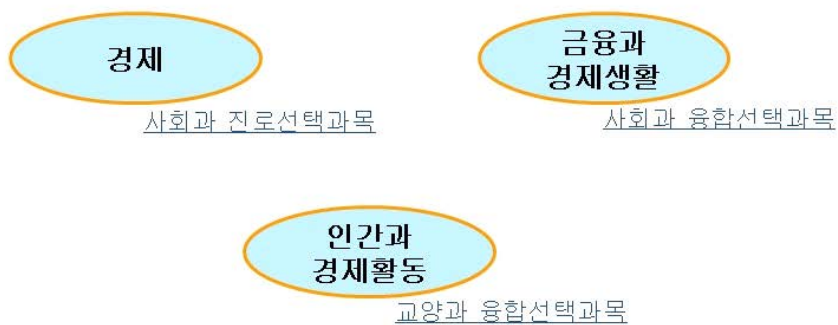 경제
사회과 진로선택과목
금융과
경제생활
사회과 융합선택과목
인간과
경제활동
교양과 융합선택과목